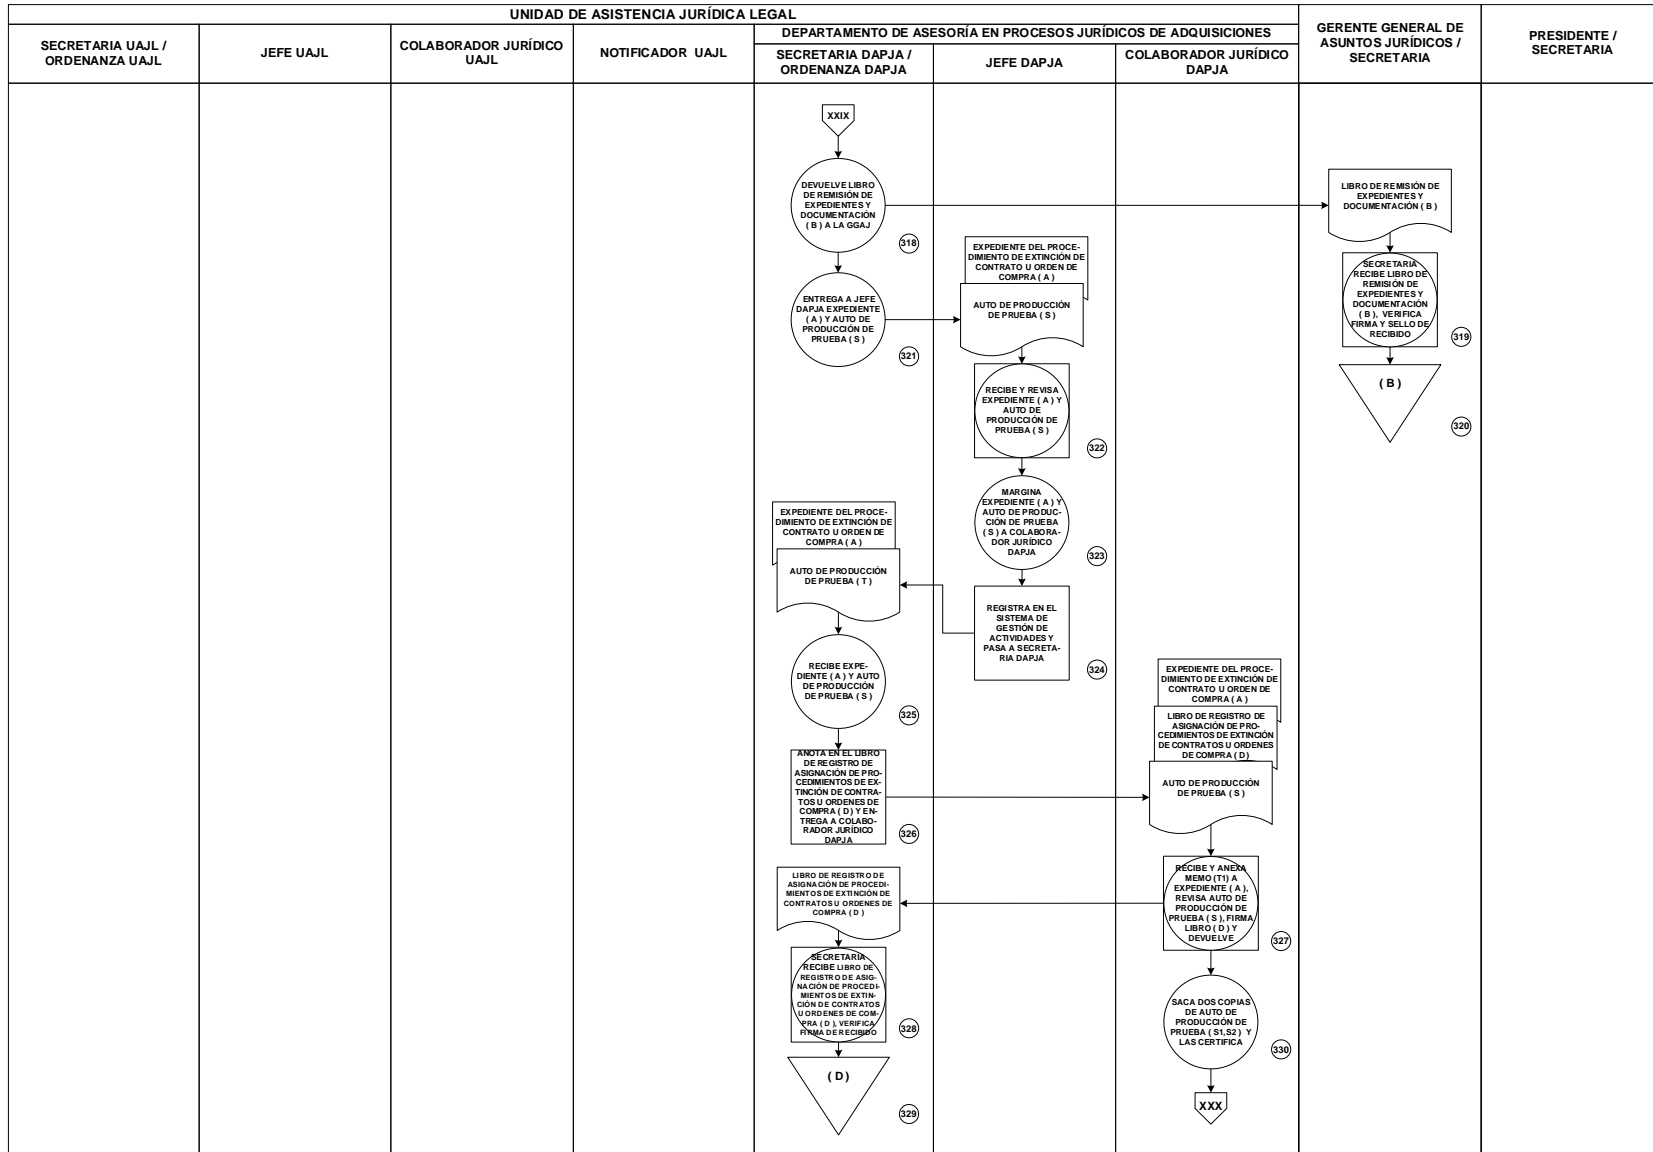 UNIDAD DE ASISTENCIA JURÍDICA LEGAL
SECRETARIA UAJL /
ORDENANZA UAJL
JEFE UAJL
COLABORADOR JURÍDICO
UAJL
NOTIFICADOR UAJL
DEPARTAMENTO DE ASESORÍA EN PROCESOS JURÍDICOS DE ADQUISICIONES
SECRETARIA DAPJA /
ORDENANZA DAPJA
JEFE DAPJA
COLABORADOR JURÍDICO
DAPJA
GERENTE GENERAL DE
ASUNTOS JURÍDICOS /
SECRETARIA
PRESIDENTE /
SECRETARIA
XXIX
DEVUELVE LIBRO
DE REMISIÓN DE
EXPEDIENTES Y
DOCUMENTACIÓN
( B ) A LA GGAJ
318
LIBRO DE REMISIÓN DE
EXPEDIENTES Y
DOCUMENTACIÓN ( B )
SECRETARIA
RECIBE LIBRO DE
REMISIÓN DE
EXPEDIENTES Y
DOCUMENTACIÓN
( B ), VERIFICA
FIRMA Y SELLO DE
RECIBIDO
319
( B )
320
ENTREGA A JEFE
DAPJA EXPEDIENTE
( A ) Y AUTO DE
PRODUCCIÓN DE
PRUEBA ( S )
321
EXPEDIENTE DEL PROCE-
DIMIENTO DE EXTINCIÓN DE
CONTRATO U ORDEN DE
COMPRA ( A )
AUTO DE PRODUCCIÓN
DE PRUEBA ( S )
RECIBE Y REVISA
EXPEDIENTE ( A ) Y
AUTO DE
PRODUCCIÓN DE
PRUEBA ( S )
322
MARGINA
EXPEDIENTE ( A ) Y
AUTO DE PRODUC-
CIÓN DE PRUEBA
( S ) A COLABORA-
DOR JURÍDICO
DAPJA
323
REGISTRA EN EL
SISTEMA DE
GESTIÓN DE
ACTIVIDADES Y
PASA A SECRETA-
RIA DAPJA
324
EXPEDIENTE DEL PROCE-
DIMIENTO DE EXTINCIÓN DE
CONTRATO U ORDEN DE
COMPRA ( A )
AUTO DE PRODUCCIÓN
DE PRUEBA ( T )
RECIBE EXPE-
DIENTE ( A ) Y AUTO
DE PRODUCCIÓN
DE PRUEBA ( S )
325
ANOTA EN EL LIBRO
DE REGISTRO DE
ASIGNACIÓN DE PRO-
CEDIMIENTOS DE EX-
TINCIÓN DE CONTRA-
TOS U ORDENES DE
COMPRA ( D ) Y EN-
TREGA A COLABO-
RADOR JURÍDICO
DAPJA
326
EXPEDIENTE DEL PROCE-
DIMIENTO DE EXTINCIÓN DE
CONTRATO U ORDEN DE
COMPRA ( A )
LIBRO DE REGISTRO DE
ASIGNACIÓN DE PRO-
CEDIMIENTOS DE EXTINCIÓN
DE CONTRATOS U ORDENES
DE COMPRA ( D )
AUTO DE PRODUCCIÓN
DE PRUEBA ( S )
RECIBE Y ANEXA
MEMO (T1) A
EXPEDIENTE ( A ),
REVISA AUTO DE
PRODUCCIÓN DE
PRUEBA ( S ), FIRMA
LIBRO ( D ) Y
DEVUELVE
327
LIBRO DE REGISTRO DE
ASIGNACIÓN DE PROCEDI-
MIENTOS DE EXTINCIÓN DE
CONTRATOS U ORDENES DE
COMPRA ( D )
SECRETARIA
RECIBE LIBRO DE
REGISTRO DE ASIG-
NACIÓN DE PROCEDI-
MIENTOS DE EXTIN-
CIÓN DE CONTRATOS
U ORDENES DE COM-
PRA ( D ), VERIFICA
FIRMA DE RECIBIDO
328
( D )
329
SACA DOS COPIAS
DE AUTO DE
PRODUCCIÓN DE
PRUEBA ( S1,S2 ) Y
LAS CERTIFICA
330
XXX